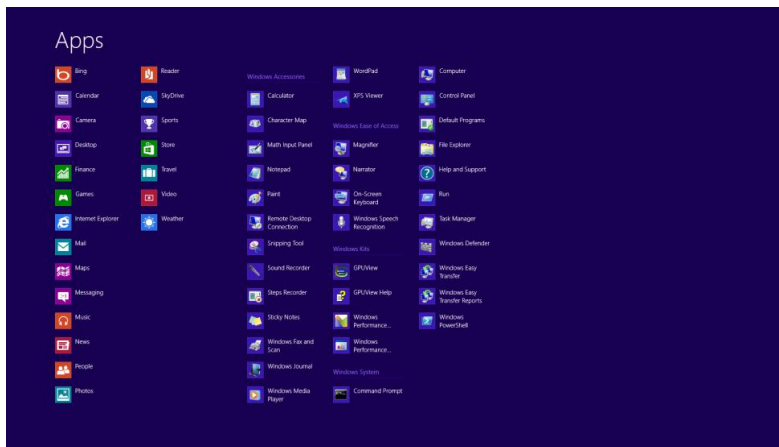 Apps
Bing
Calendar
Camera
Desktop
Finance
Games
Internet Explorer
Mail
Maps
Messaging
Music
News
People
Photos
Reader
SkyDrive
Sports
Store
Travel
Video
Weather
Windows Accessories
Calculator
Character Map
Math Input Panel
Notepad
Paint
Remote Desktop
Connection
Snipping Tool
Sound Recorder
Steps Recorder
Sticky Notes
Windows Fax and
Scan
Windows Journal
Windows Media
Player
WordPad
XPS Viewer
Windows Ease of Access
Magnifier
Narrator
On-Screen
Keyboard
Windows Speech
Recognition
Windows Kits
GPUView
GPUView Help
Windows
Performance...
Windows
Performance...
Windows System
Command Prompt
Computer
Control Panel
Default Programs
File Explorer
Help and Support
Run
Task Manager
Windows Defender
Windows Easy
Transfer
Windows Easy
Transfer Reports
Windows
PowerShell